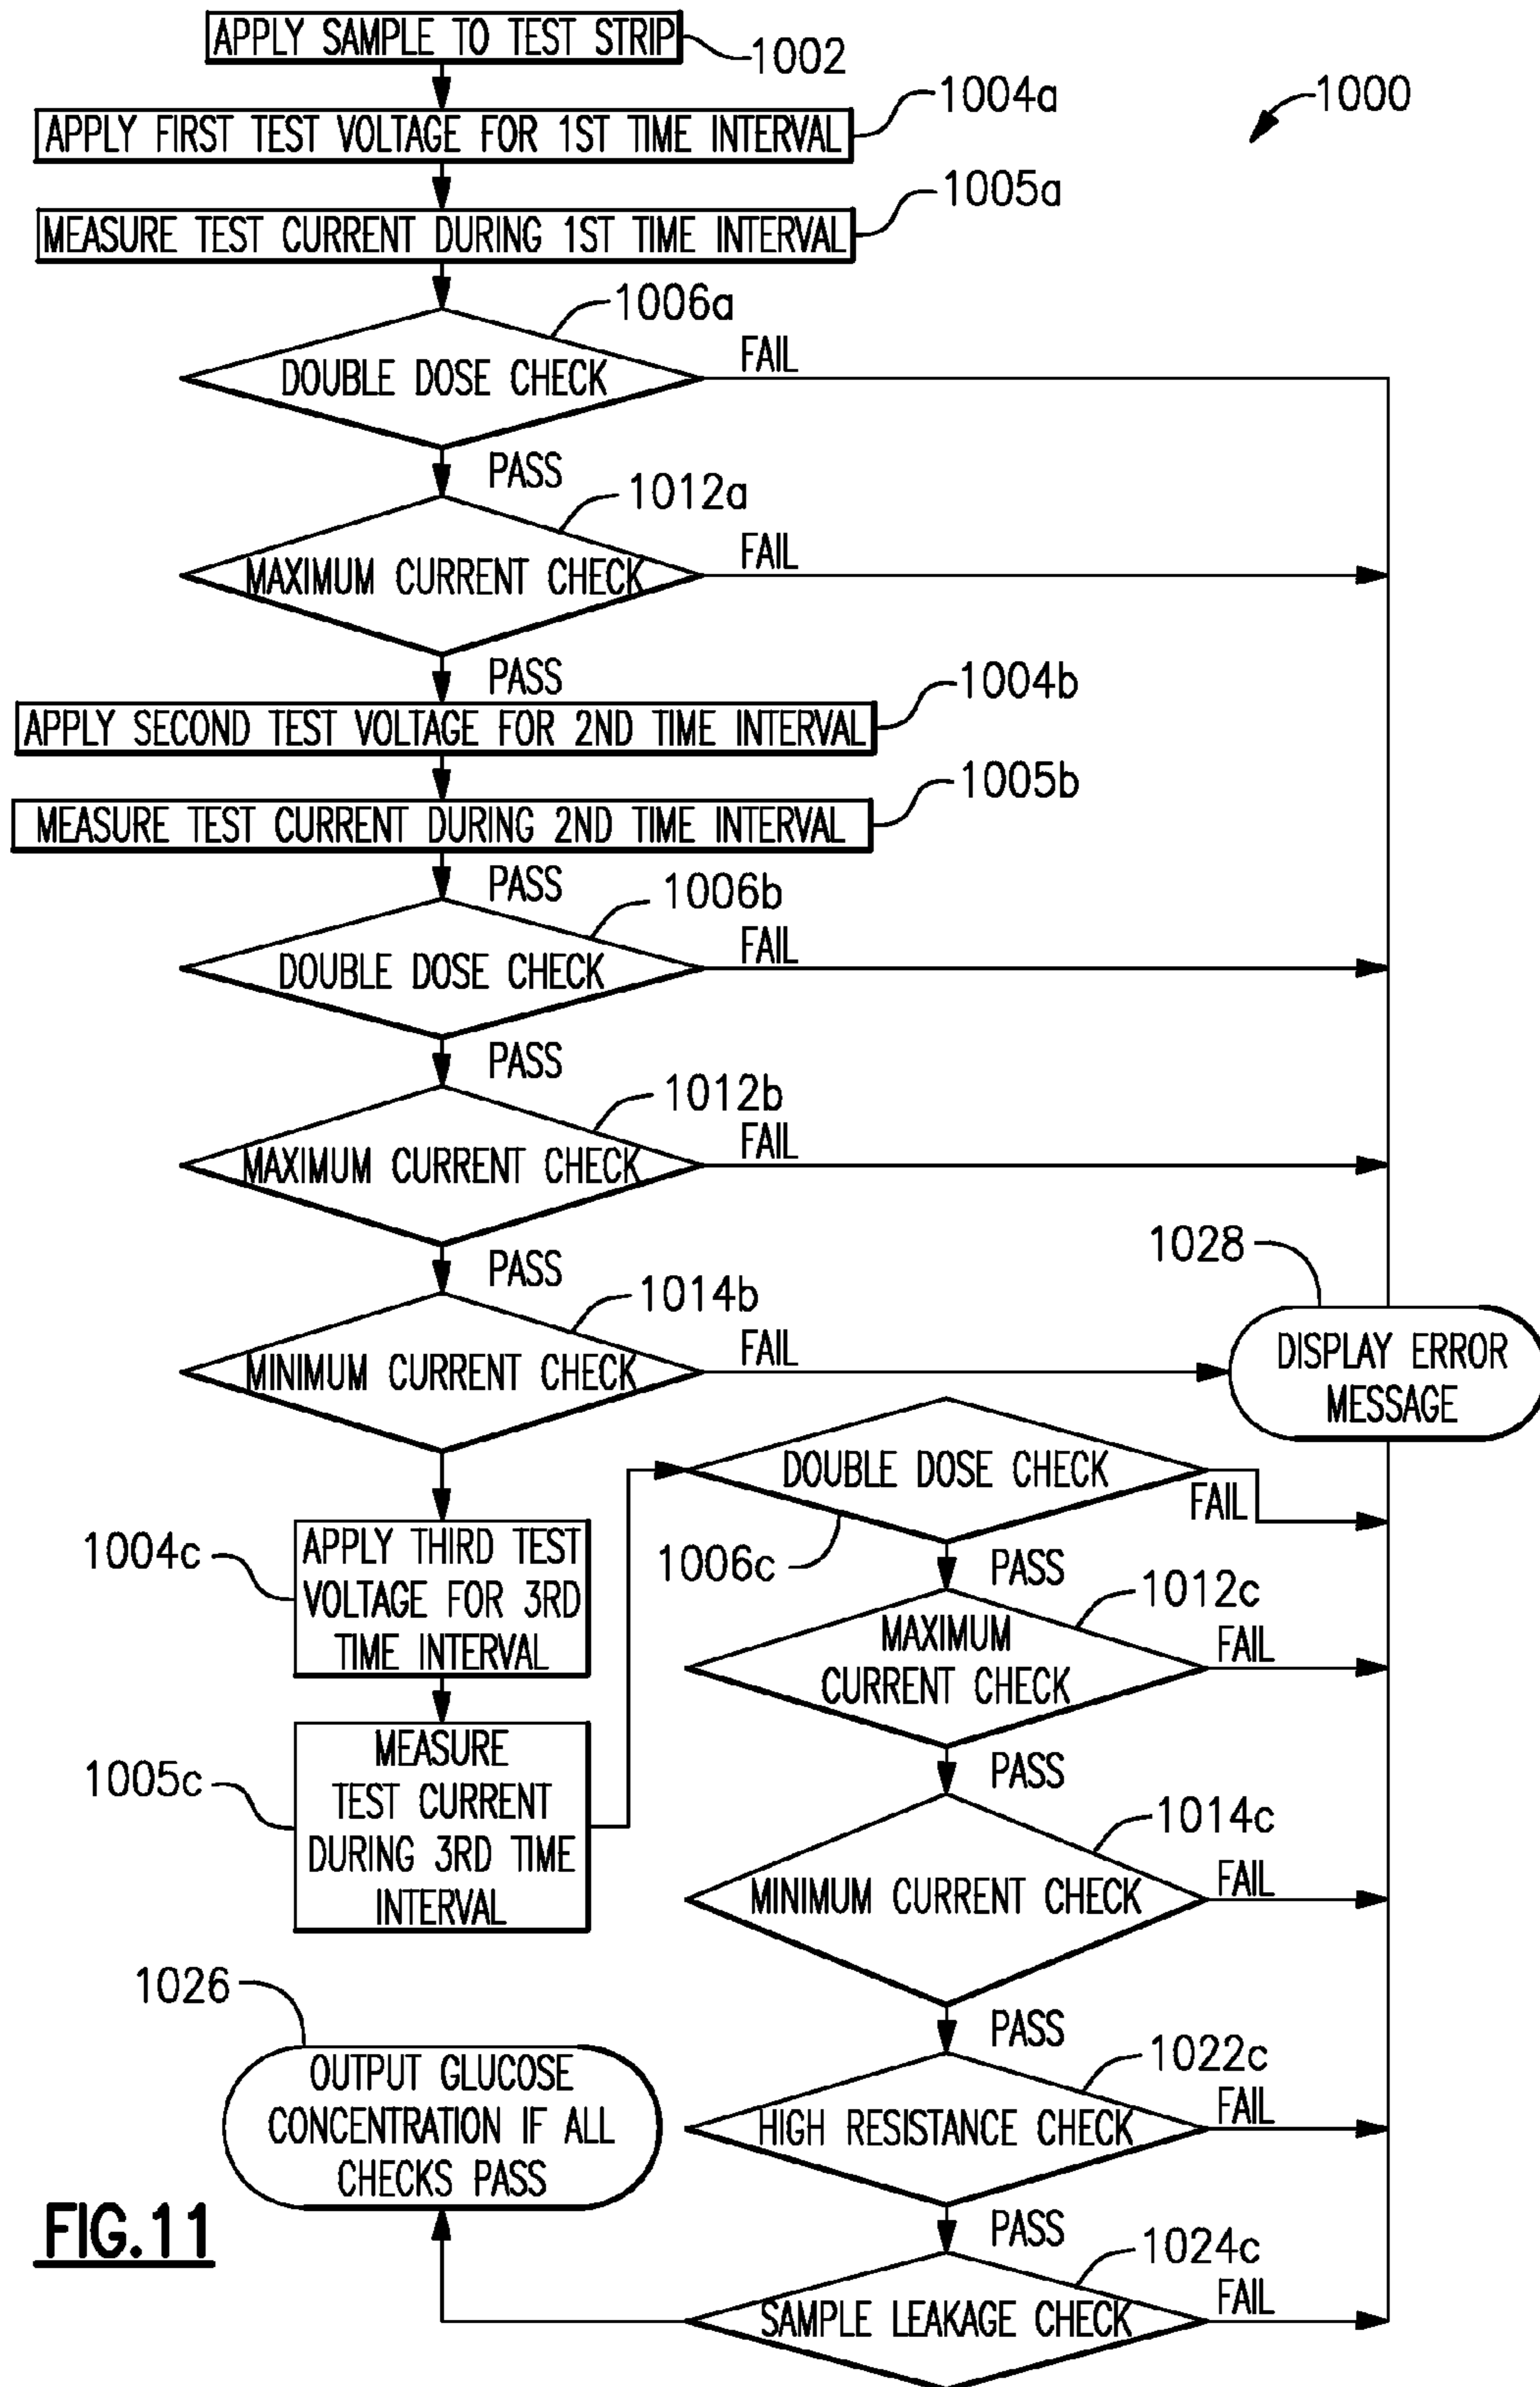 APPLY SAMPLE TO TEST STRIP
1002
1000
1004a
APPLY FIRST TEST VOLTAGE FOR 1ST TIME INTERVAL
1005a
MEASURE TEST CURRENT DURING 1ST TIME INTERVAL
1006a
DOUBLE DOSE CHECK
FAIL
PASS
1012a
MAXIMUM CURRENT CHECK
FAIL
PASS
1004b
APPLY SECOND TEST VOLTAGE FOR 2ND TIME INTERVAL
1005b
MEASURE TEST CURRENT DURING 2ND TIME INTERVAL
PASS
1006b
DOUBLE DOSE CHECK
FAIL
PASS
1012b
MAXIMUM CURRENT CHECK
FAIL
PASS
1014b
MINIMUM CURRENT CHECK
FAIL
1028
DISPLAY ERROR
MESSAGE
1004c
APPLY THIRD TEST
VOLTAGE FOR 3RD
TIME INTERVAL
1005c
MEASURE
TEST CURRENT
DURING 3RD TIME
INTERVAL
DOUBLE DOSE CHECK
FAIL
1006c
PASS
1012c
MAXIMUM
CURRENT CHECK
FAIL
PASS
1014c
MINIMUM CURRENT CHECK
FAIL
PASS
1022c
HIGH RESISTANCE CHECK
FAIL
PASS
1024c
SAMPLE LEAKAGE CHECK
FAIL
1026
OUTPUT GLUCOSE
CONCENTRATION IF ALL
CHECKS PASS
FIG.11